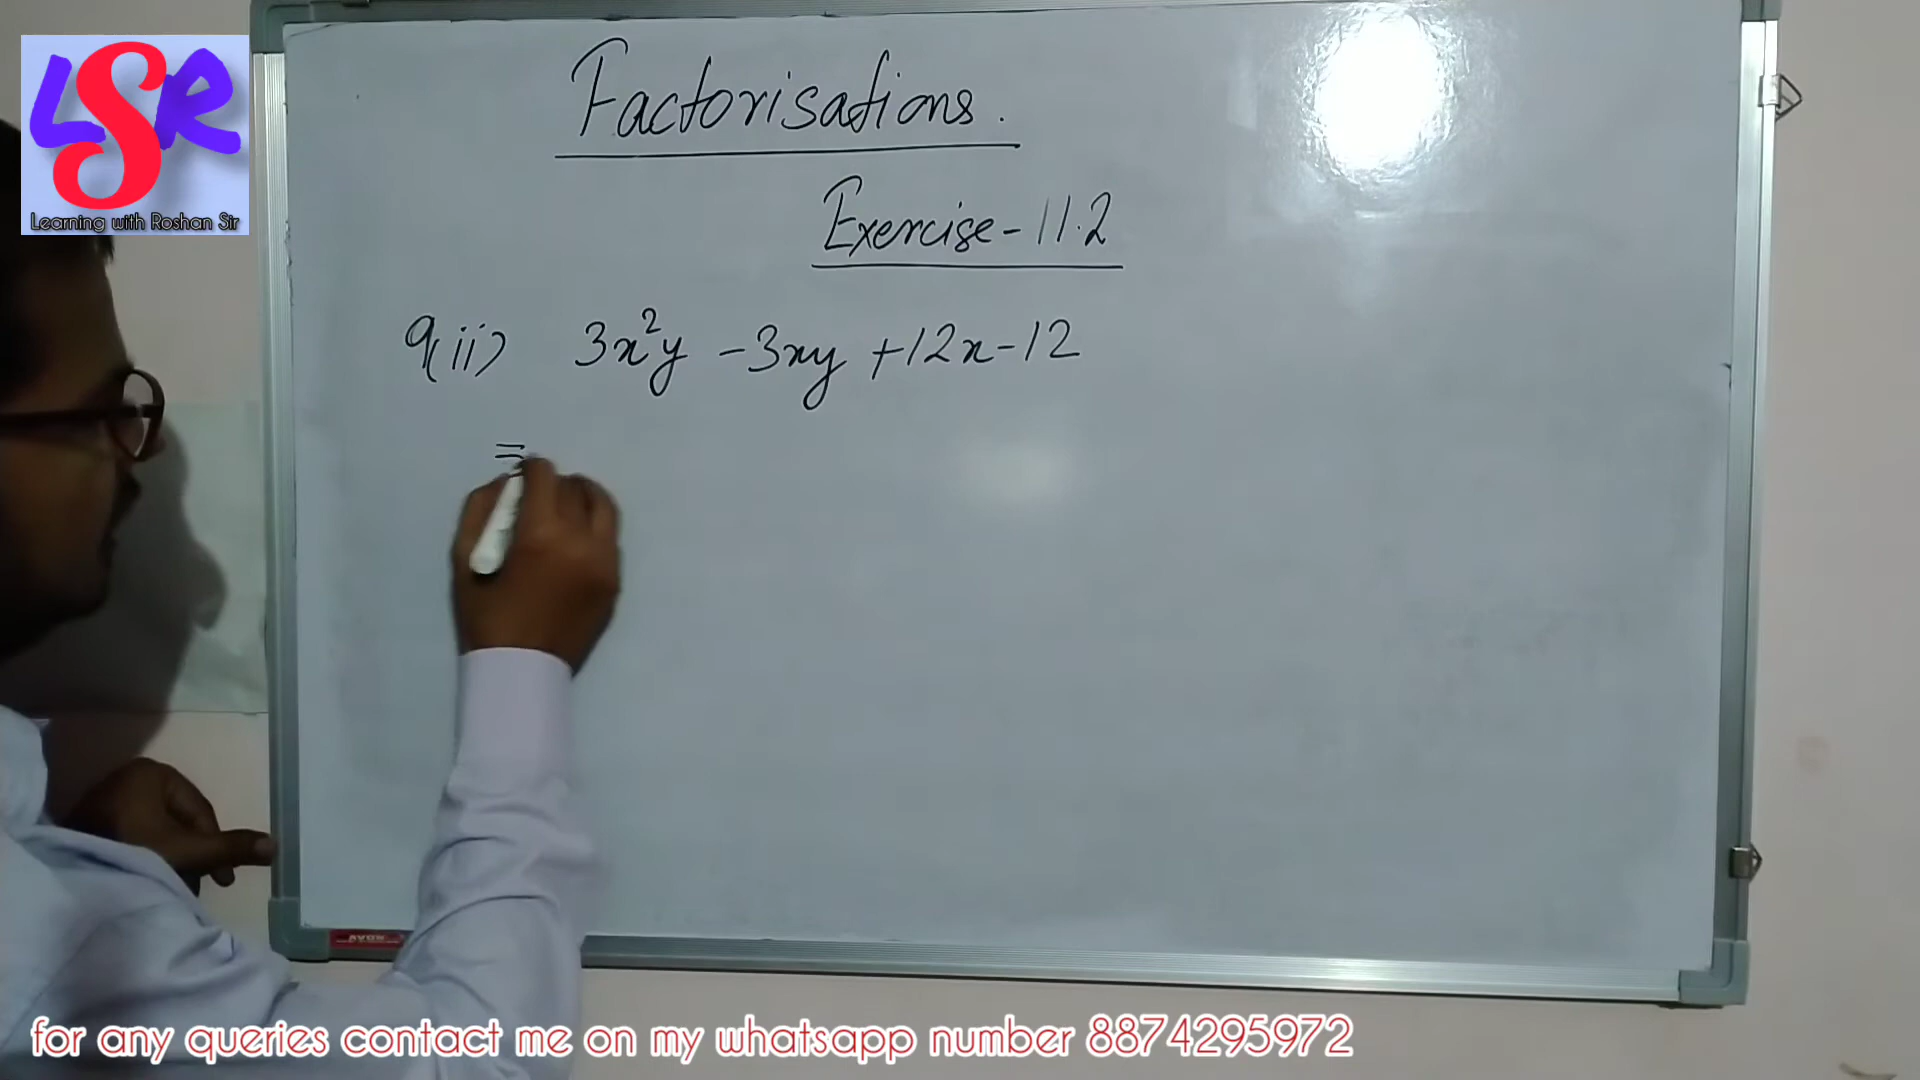 LSR
Learning with Roshan Sir
Factorisations.
Exercise-11.2
9(ii) 3x²y - 3xy + 12x - 12
=
AVON
for any queries contact me on my whatsapp number 8874295972